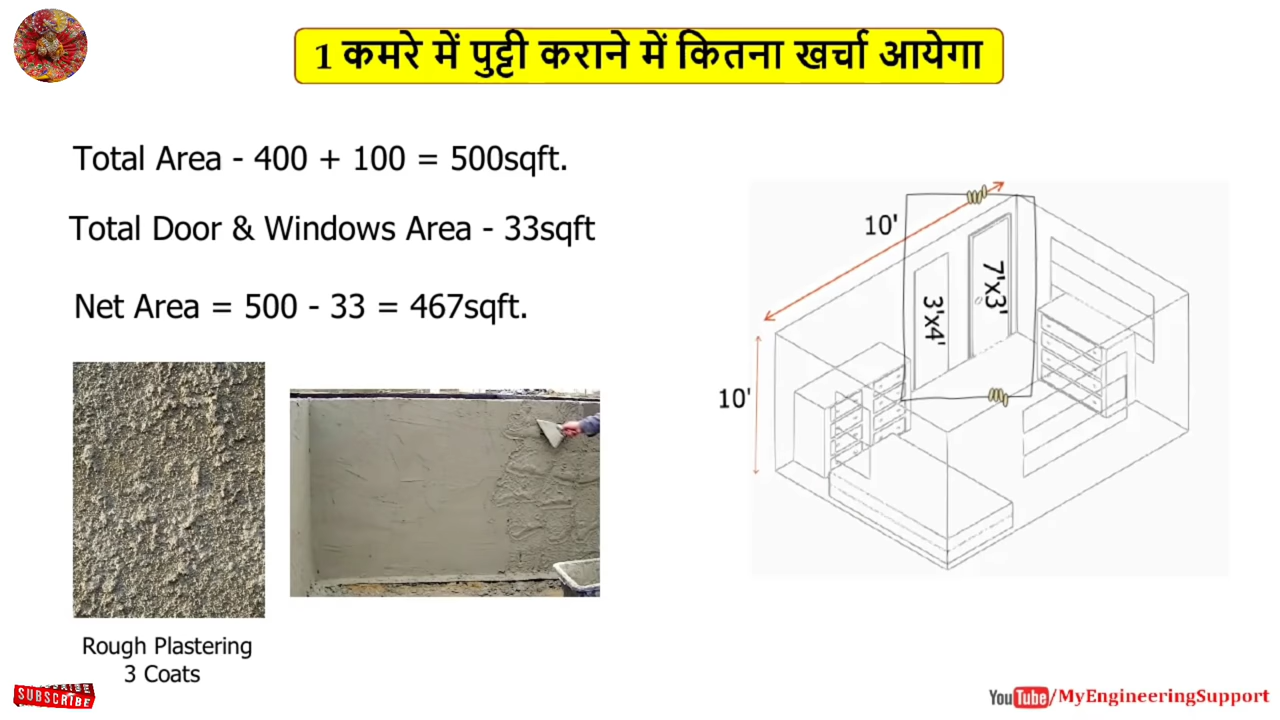 1 कमरे में पुट्टी कराने में कितना खर्चा आयेगा
Total Area - 400 + 100 = 500sqft.
Total Door & Windows Area - 33sqft
Net Area = 500 - 33 = 467sqft.
10'
7'x3'
3'x4'
10'
Rough Plastering
3 Coats
SUBSCRIBE
YouTube/MyEngineeringSupport